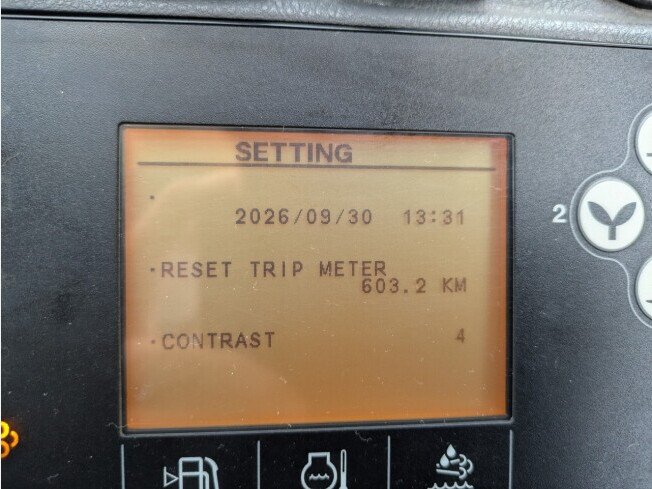 SETTING
2026/09/30 13:31
·RESET TRIP METER
603.2 KM
·CONTRAST 4
2